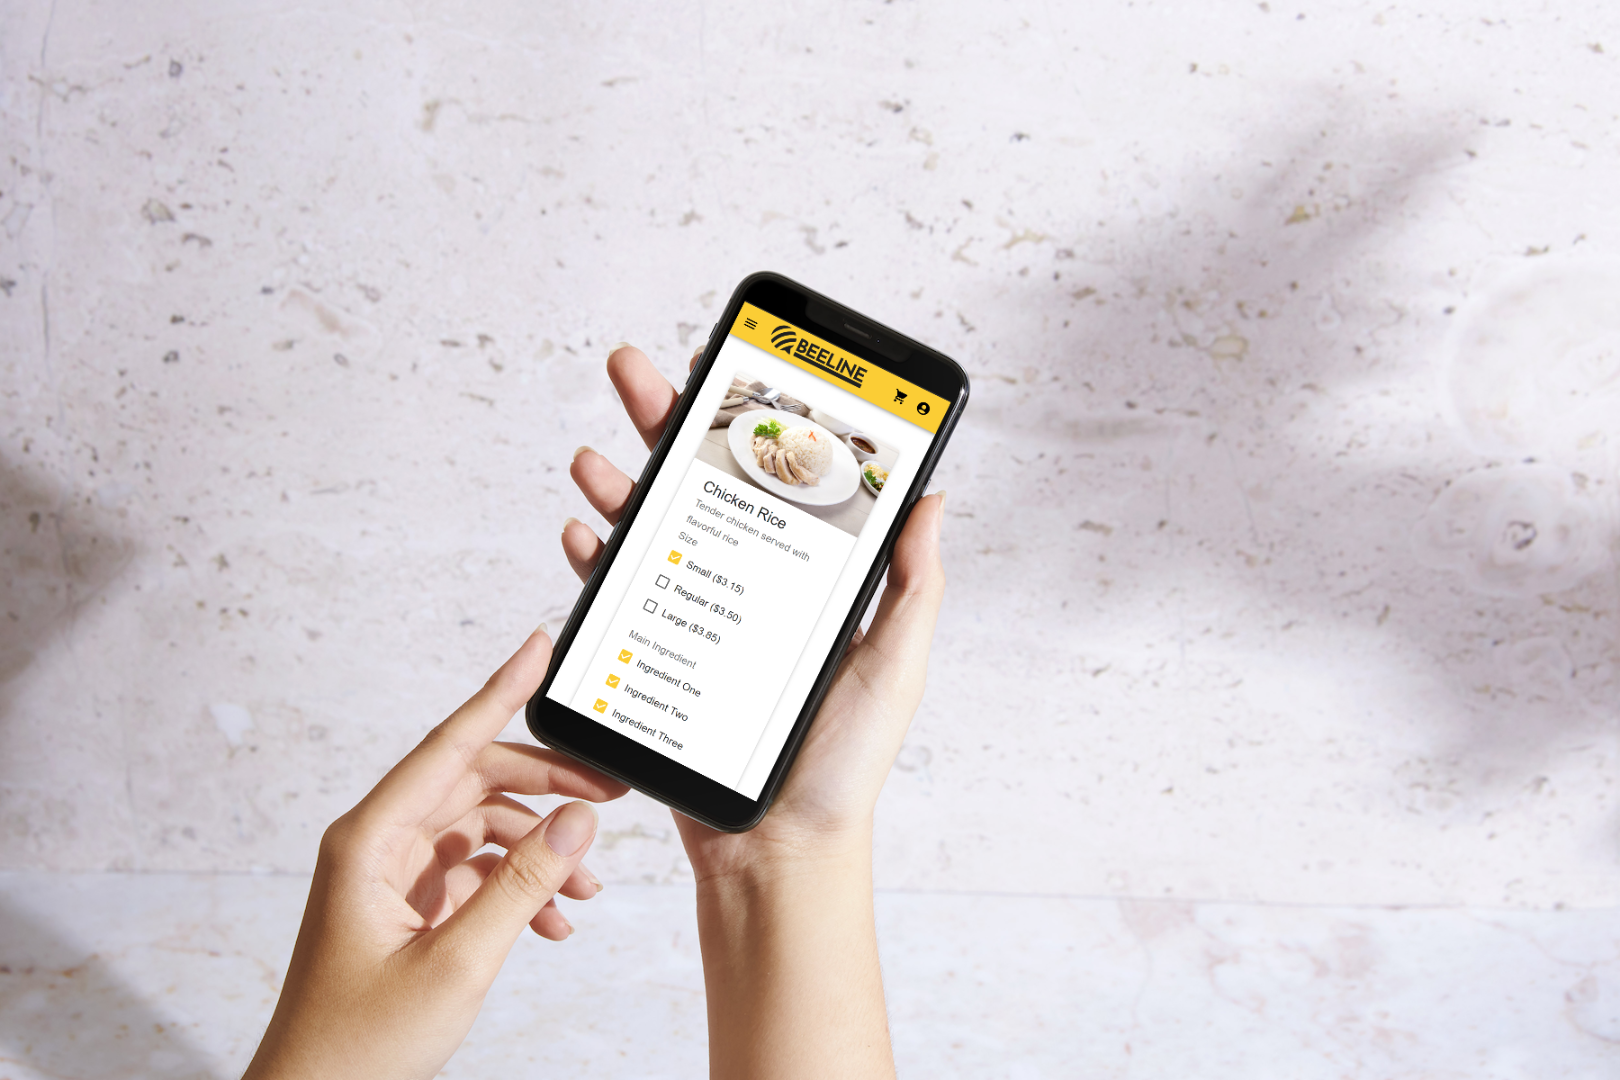 BEELINE
Chicken Rice
Tender chicken served with
flavorful rice
Size
Small ($3.15)
Regular ($3.50)
Large ($3.85)
Main Ingredient
Ingredient One
Ingredient Two
Ingredient Three